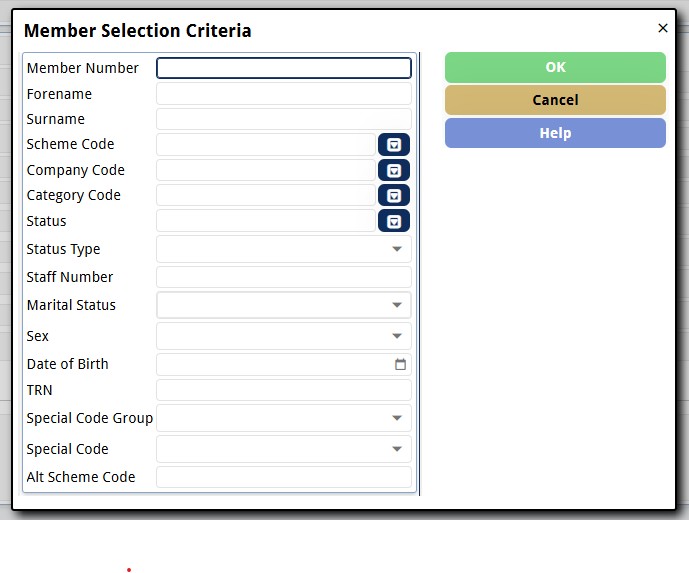 Member Selection Criteria
Member Number
Forename
Surname
Scheme Code
Company Code
Category Code
Status
Status Type
Staff Number
Marital Status
Sex
Date of Birth
TRN
Special Code Group
Special Code
Alt Scheme Code
OK
Cancel
Help